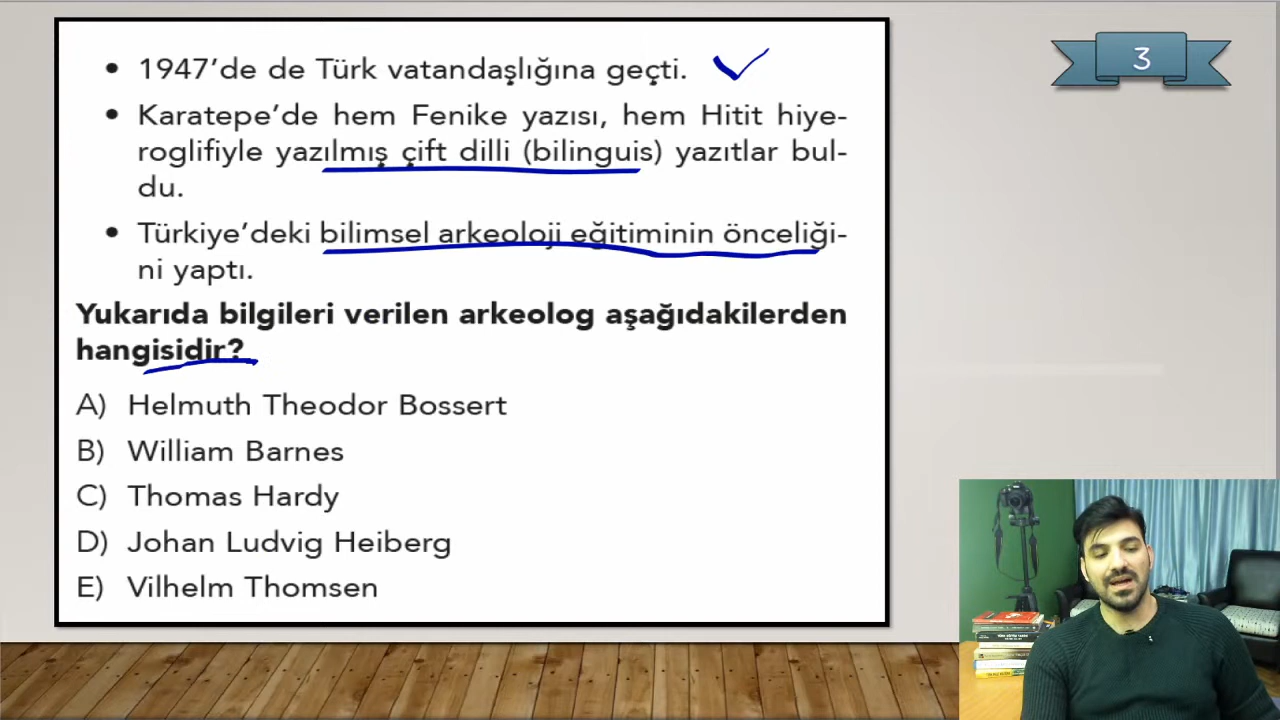 3
• 1947’de de Türk vatandaşlığına geçti.
• Karatepe’de hem Fenike yazısı, hem Hitit hiye-
roglifiyle yazılmış çift dilli (bilinguis) yazıtlar bul-
du.
• Türkiye’deki bilimsel arkeoloji eğitiminin önceliği-
ni yaptı.
Yukarıda bilgileri verilen arkeolog aşağıdakilerden
hangisidir?
A) Helmuth Theodor Bossert
B) William Barnes
C) Thomas Hardy
D) Johan Ludvig Heiberg
E) Vilhelm Thomsen